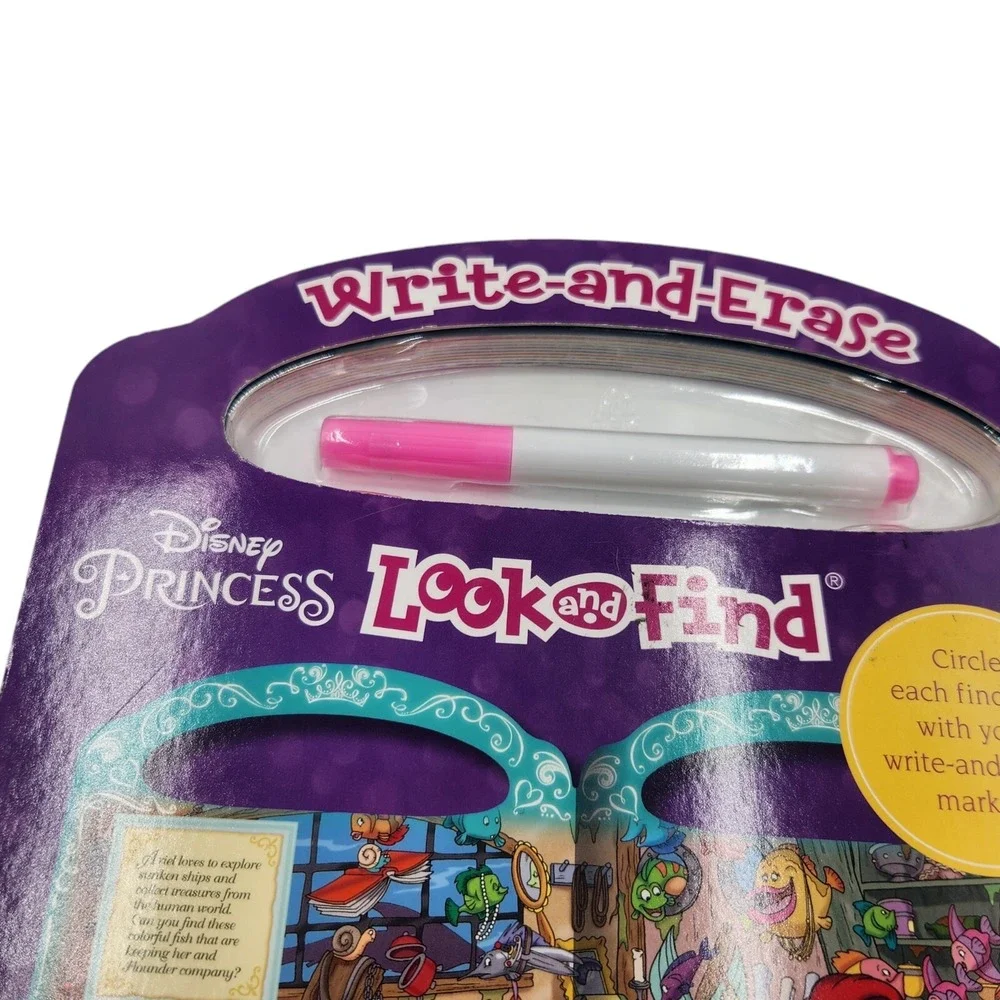 Write-and-Erase
Disney
PRINCESS
Look and Find®
Circle
each find
with yo
write-and
mark
Ariel loves to explore
sunken ships and
collect treasures from
the human world.
Can you find these
colorful fish that are
keeping her and
Flounder company?